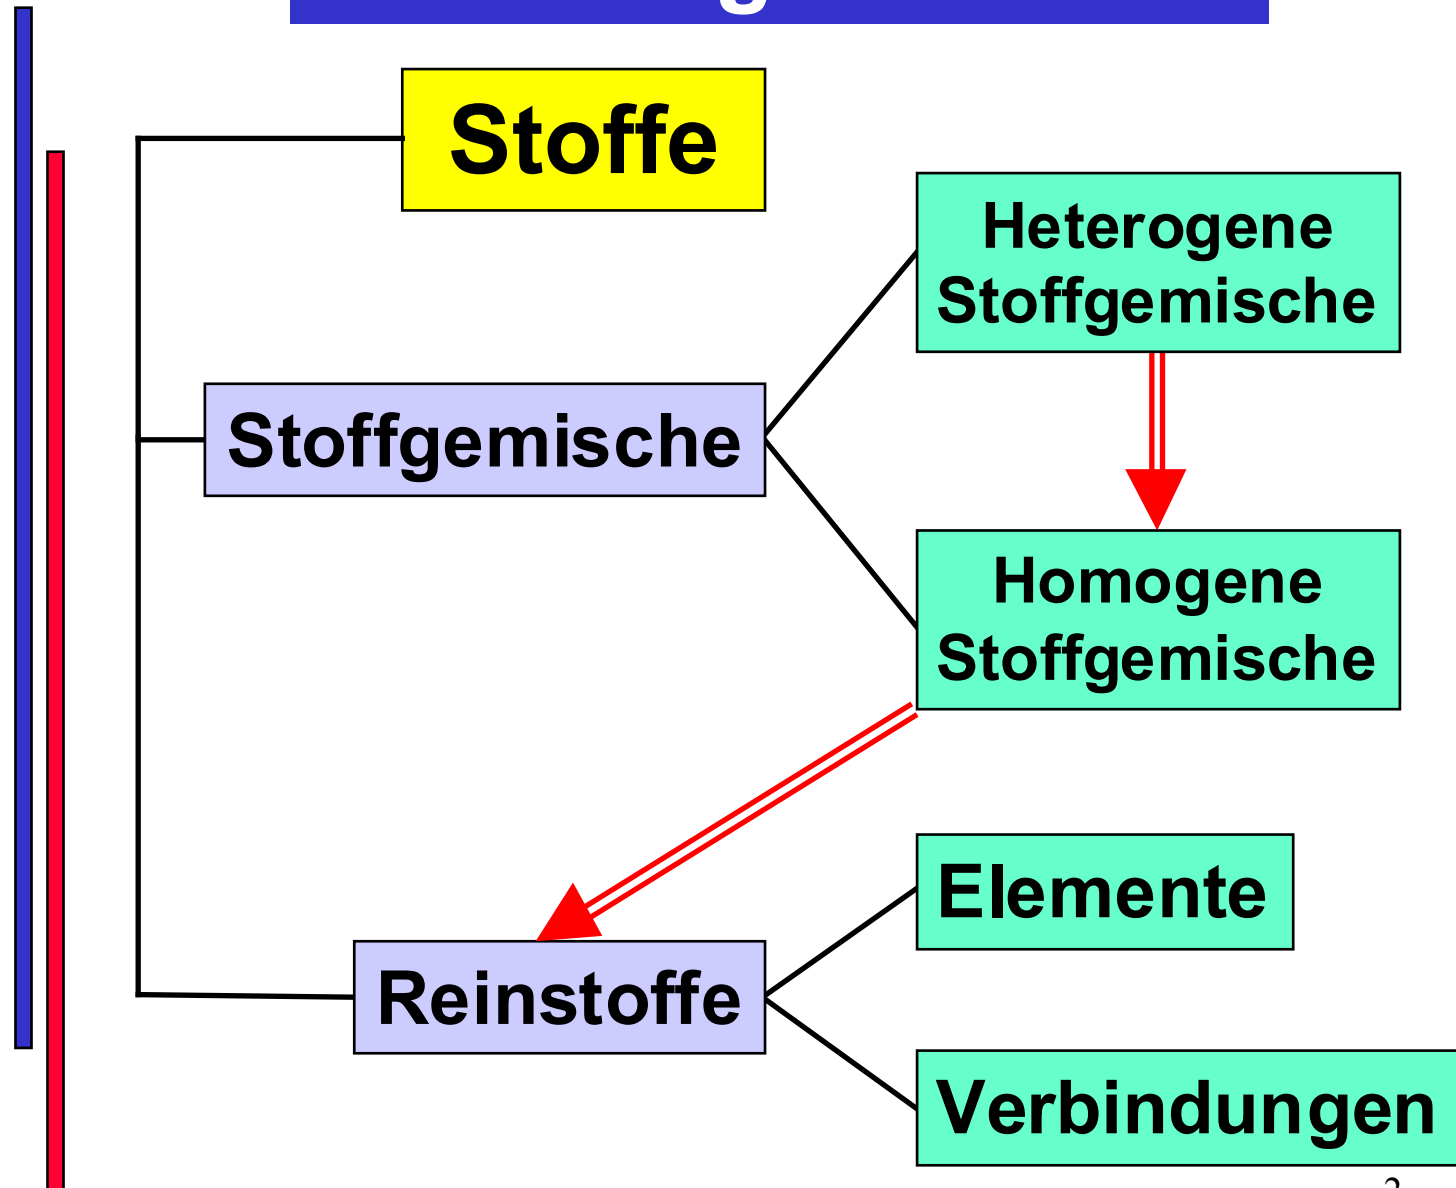 Stoffe
Heterogene
Stoffgemische
Stoffgemische
Homogene
Stoffgemische
Elemente
Reinstoffe
Verbindungen